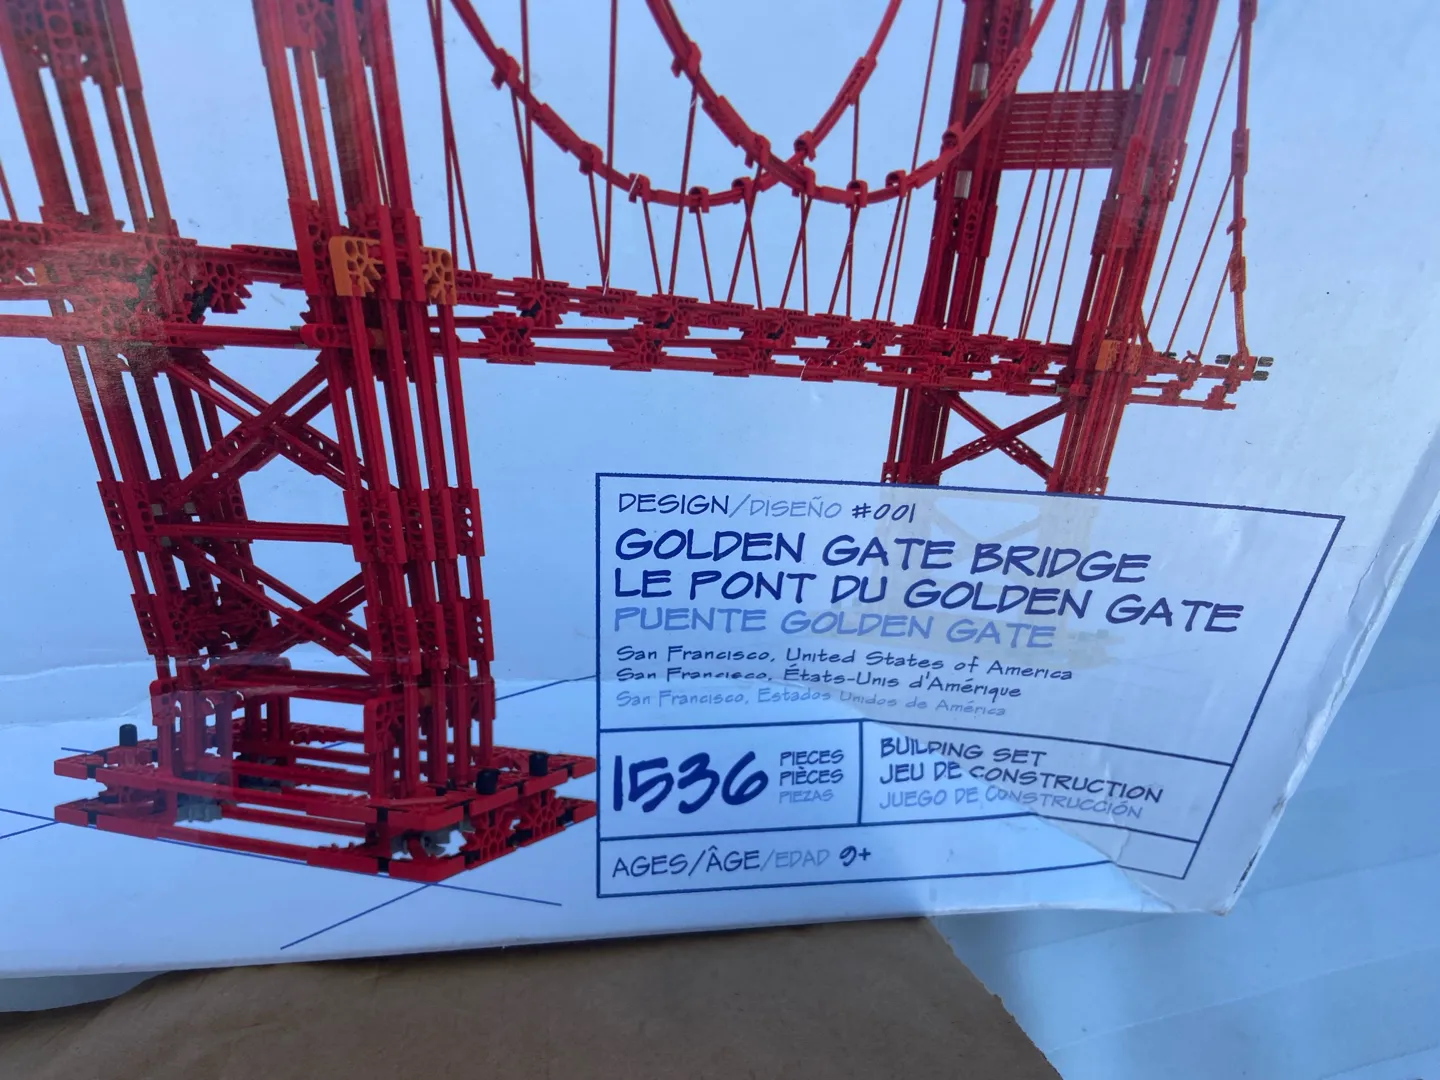 DESIGN/DISEÑO #001
GOLDEN GATE BRIDGE
LE PONT DU GOLDEN GATE
PUENTE GOLDEN GATE
San Francisco, United States of America
San Francisco, États-Unis d'Amérique
San Francisco, Estados Unidos de América
1536
PIECES
PIÈCES
PIEZAS
BUILDING SET
JEU DE CONSTRUCTION
JUEGO DE CONSTRUCCIÓN
AGES/ÂGE/EDAD 9+